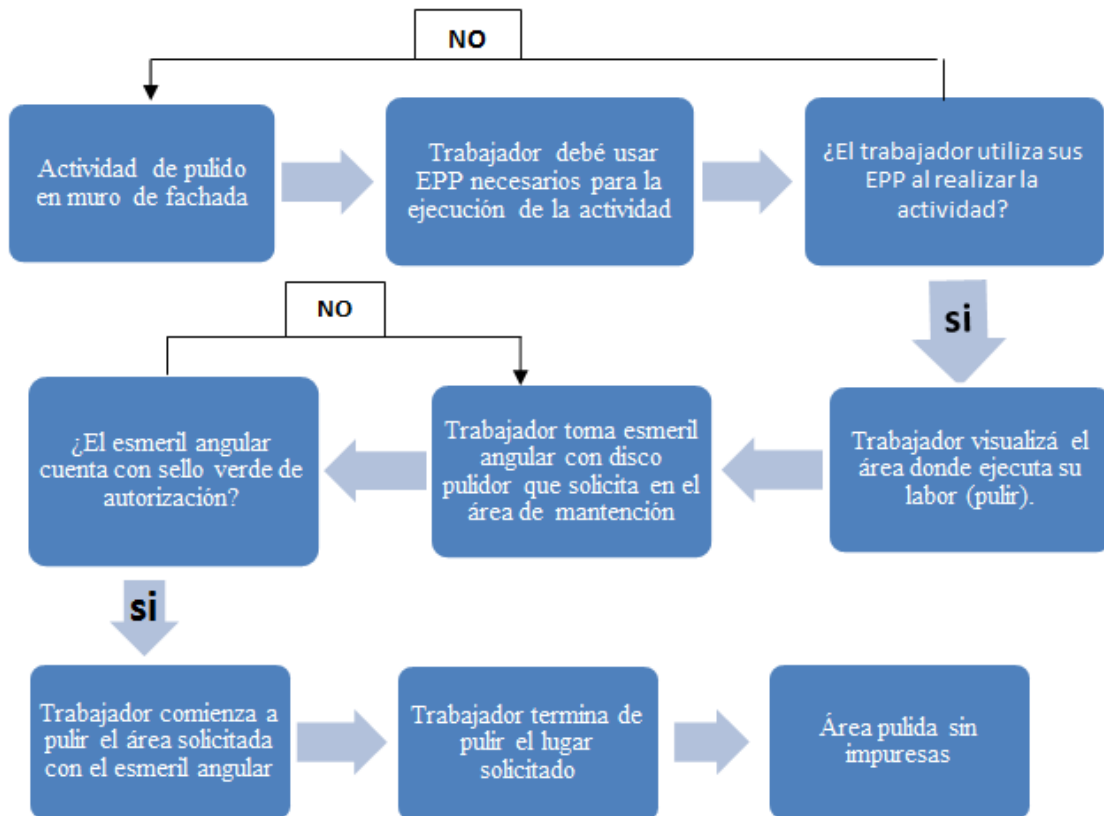 NO
Actividad de pulido
en muro de fachada
Trabajador debé usar
EPP necesarios para la
ejecución de la actividad
¿El trabajador utiliza sus
EPP al realizar la
actividad?
si
NO
Trabajador visualizá el
área donde ejecuta su
labor (pulir).
Trabajador toma esmeril
angular con disco
pulidor que solicita en el
área de mantención
¿El esmeril angular
cuenta con sello verde de
autorización?
si
Trabajador comienza a
pulir el área solicitada
con el esmeril angular
Trabajador termina de
pulir el lugar
solicitado
Área pulida sin
impuresas